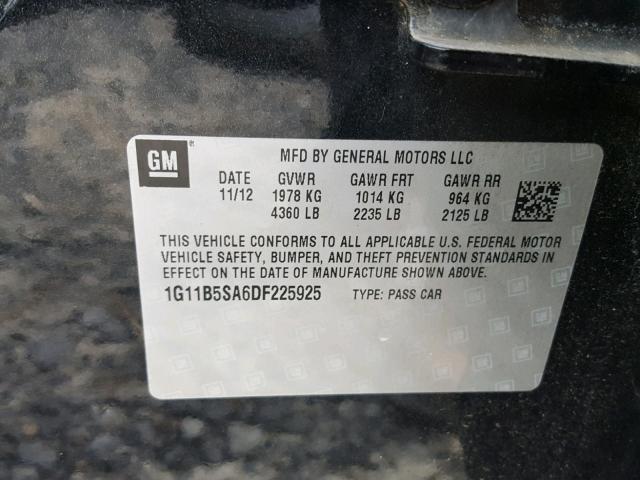 GM
MFD BY GENERAL MOTORS LLC
DATE GVWR GAWR FRT GAWR RR
11/12 1978 KG 1014 KG 964 KG
4360 LB 2235 LB 2125 LB
THIS VEHICLE CONFORMS TO ALL APPLICABLE U.S. FEDERAL MOTOR
VEHICLE SAFETY, BUMPER, AND THEFT PREVENTION STANDARDS IN
EFFECT ON THE DATE OF MANUFACTURE SHOWN ABOVE.
1G11B5SA6DF225925 TYPE: PASS CAR